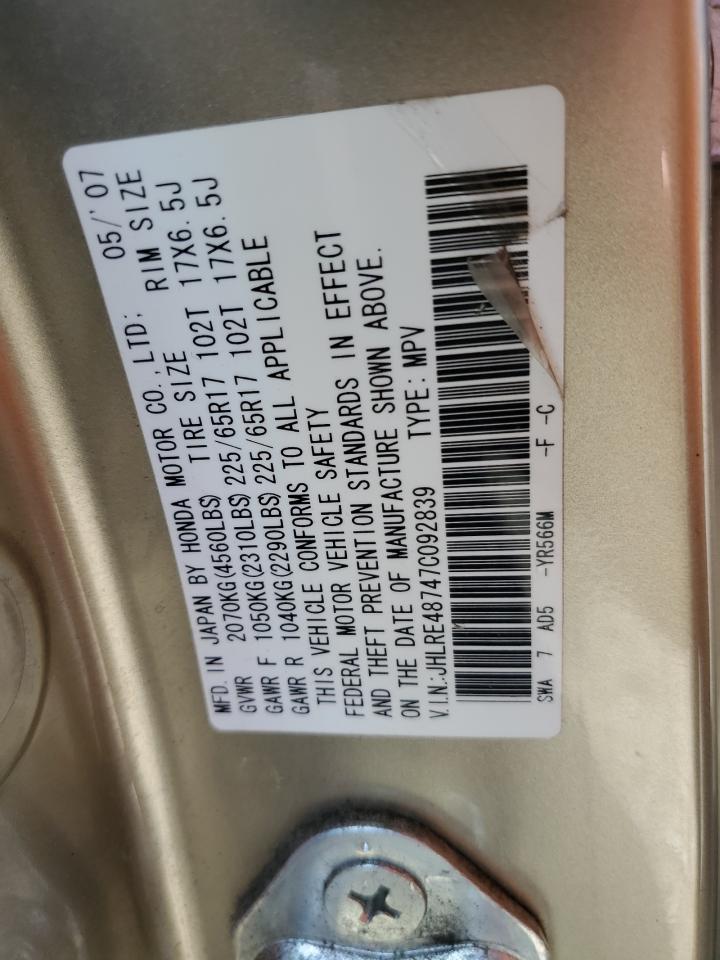 MFD. IN JAPAN BY HONDA MOTOR CO., LTD; 05/'07
GVWR 2070KG(4560LBS) TIRE SIZE RIM SIZE
GAWR F 1050KG(2310LBS) 225/65R17 102T 17X6.5J
GAWR R 1040KG(2290LBS) 225/65R17 102T 17X6.5J
THIS VEHICLE CONFORMS TO ALL APPLICABLE
FEDERAL MOTOR VEHICLE SAFETY
AND THEFT PREVENTION STANDARDS IN EFFECT
ON THE DATE OF MANUFACTURE SHOWN ABOVE.
V.I.N.:JHLRE48747C092839 TYPE: MPV
SWA 7 AD5 -YR566M -F -C